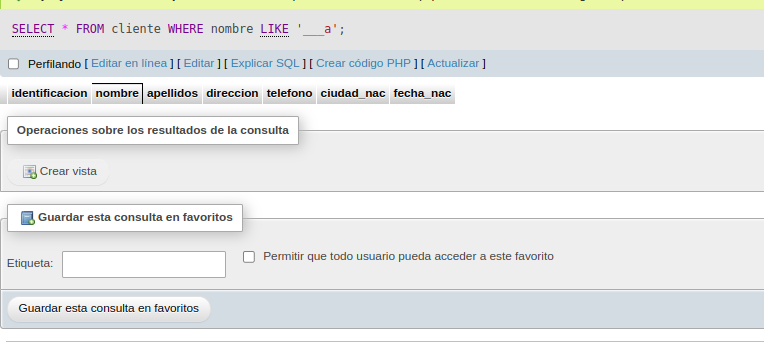 SELECT * FROM cliente WHERE nombre LIKE '___a';
Perfilando [ Editar en línea ] [ Editar ] [ Explicar SQL ] [ Crear código PHP ] [ Actualizar ]
identificacion nombre apellidos direccion telefono ciudad_nac fecha_nac
Operaciones sobre los resultados de la consulta
Crear vista
Guardar esta consulta en favoritos
Etiqueta: Permitir que todo usuario pueda acceder a este favorito
Guardar esta consulta en favoritos